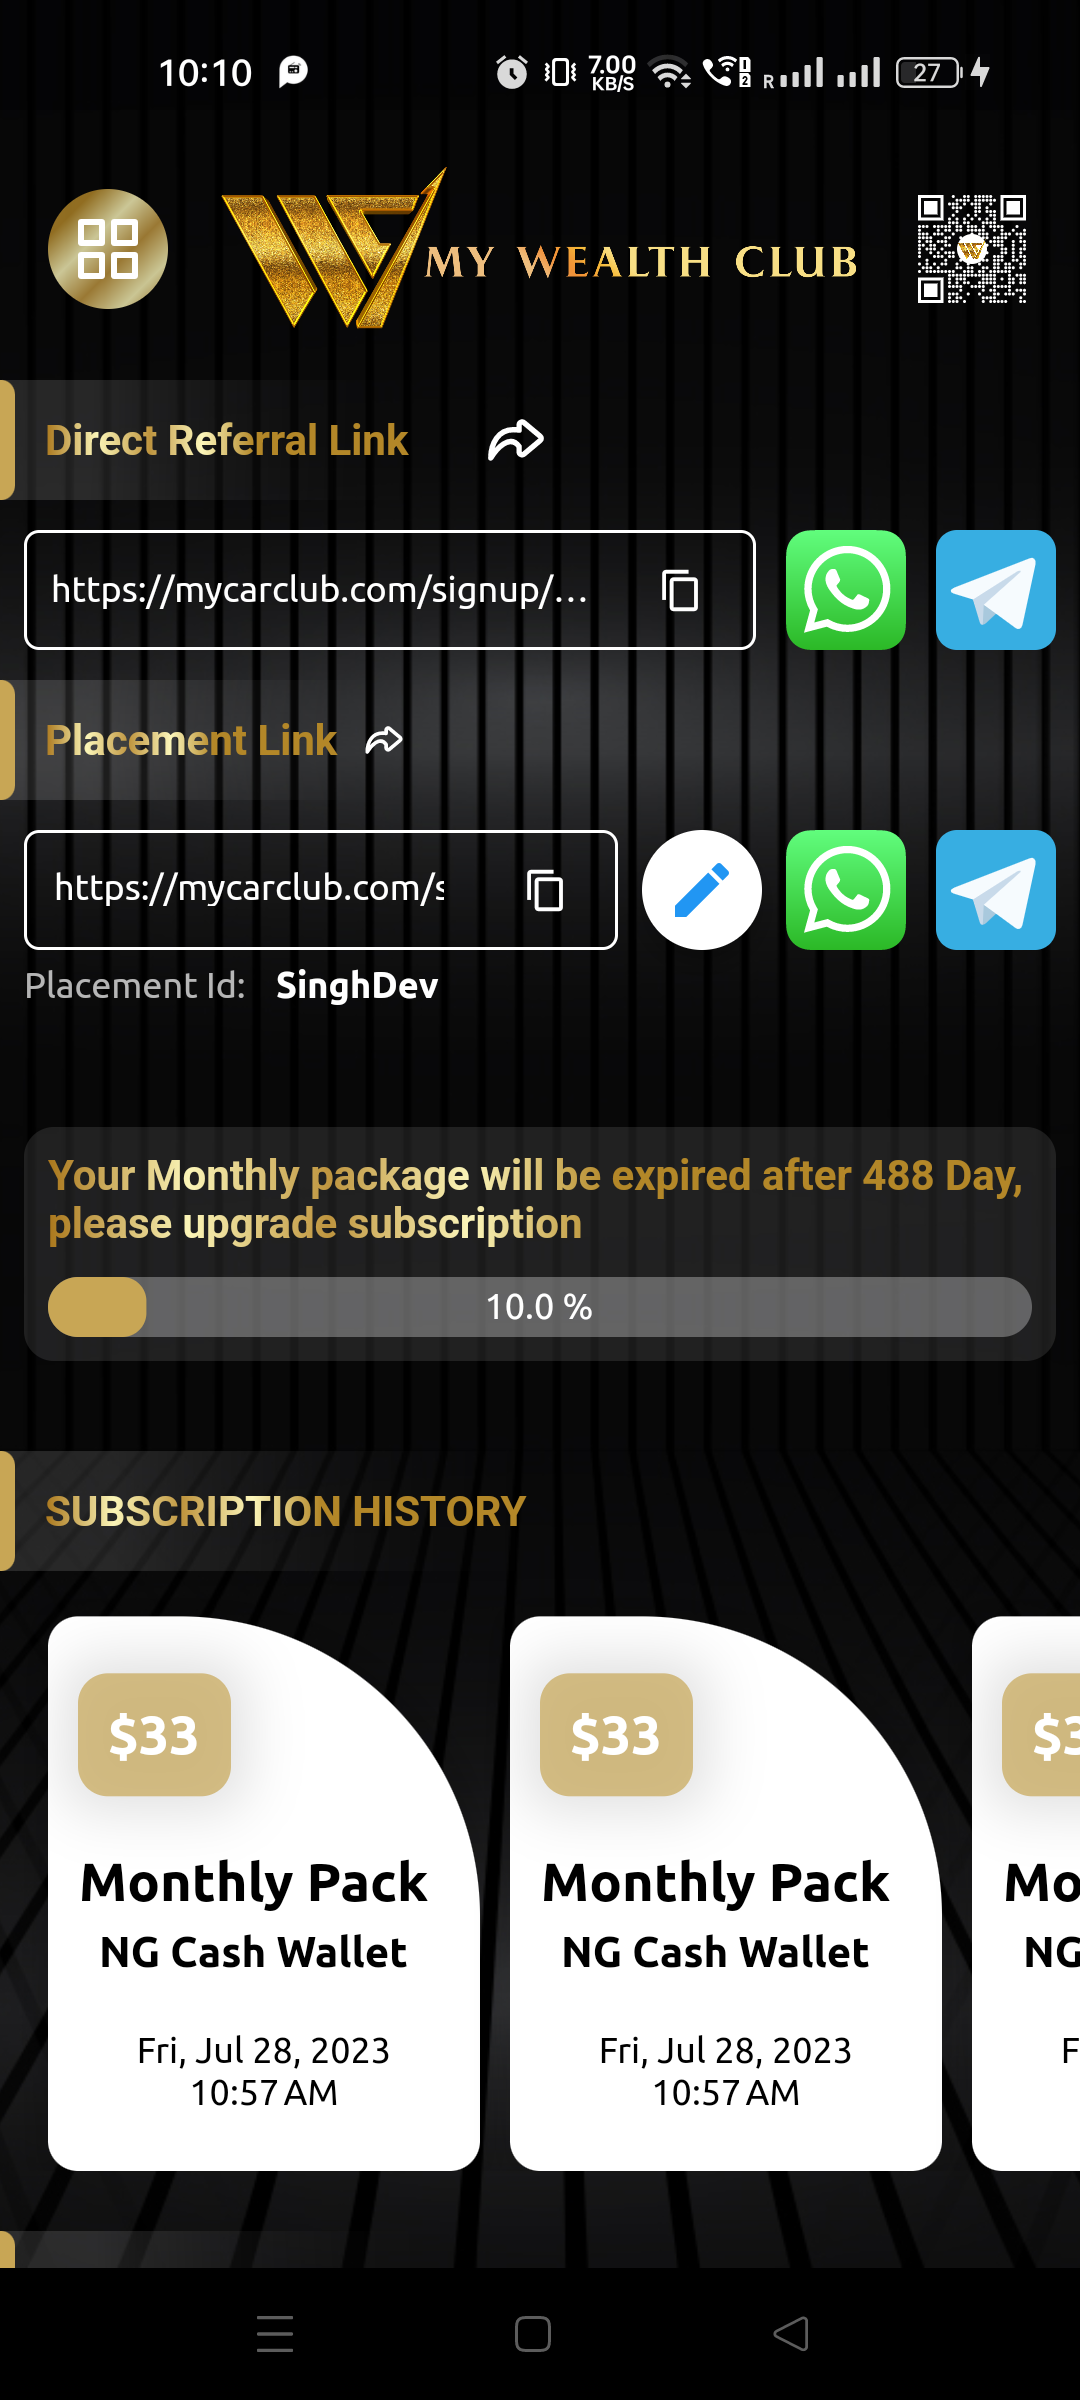 10:10
7.00
KB/S
1
2
R
27
MY WEALTH CLUB
Direct Referral Link
https://mycarclub.com/signup/...
Placement Link
https://mycarclub.com/s
Placement Id: SinghDev
Your Monthly package will be expired after 488 Day,
please upgrade subscription
10.0 %
SUBSCRIPTION HISTORY
$33
Monthly Pack
NG Cash Wallet
Fri, Jul 28, 2023
10:57 AM
$33
Monthly Pack
NG Cash Wallet
Fri, Jul 28, 2023
10:57 AM
$3
Mo
NG
F